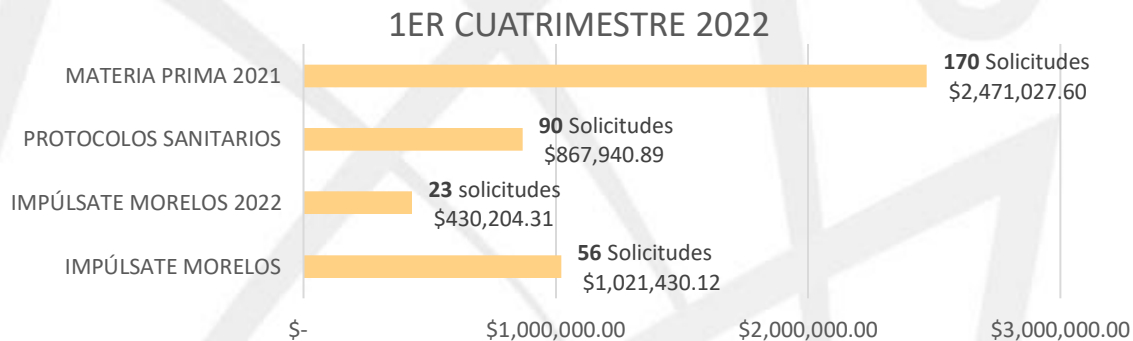 1ER CUATRIMESTRE 2022
MATERIA PRIMA 2021
170 Solicitudes
$2,471,027.60
PROTOCOLOS SANITARIOS
90 Solicitudes
$867,940.89
IMPÚLSATE MORELOS 2022
23 solicitudes
$430,204.31
IMPÚLSATE MORELOS
56 Solicitudes
$1,021,430.12
$- $1,000,000.00 $2,000,000.00 $3,000,000.00